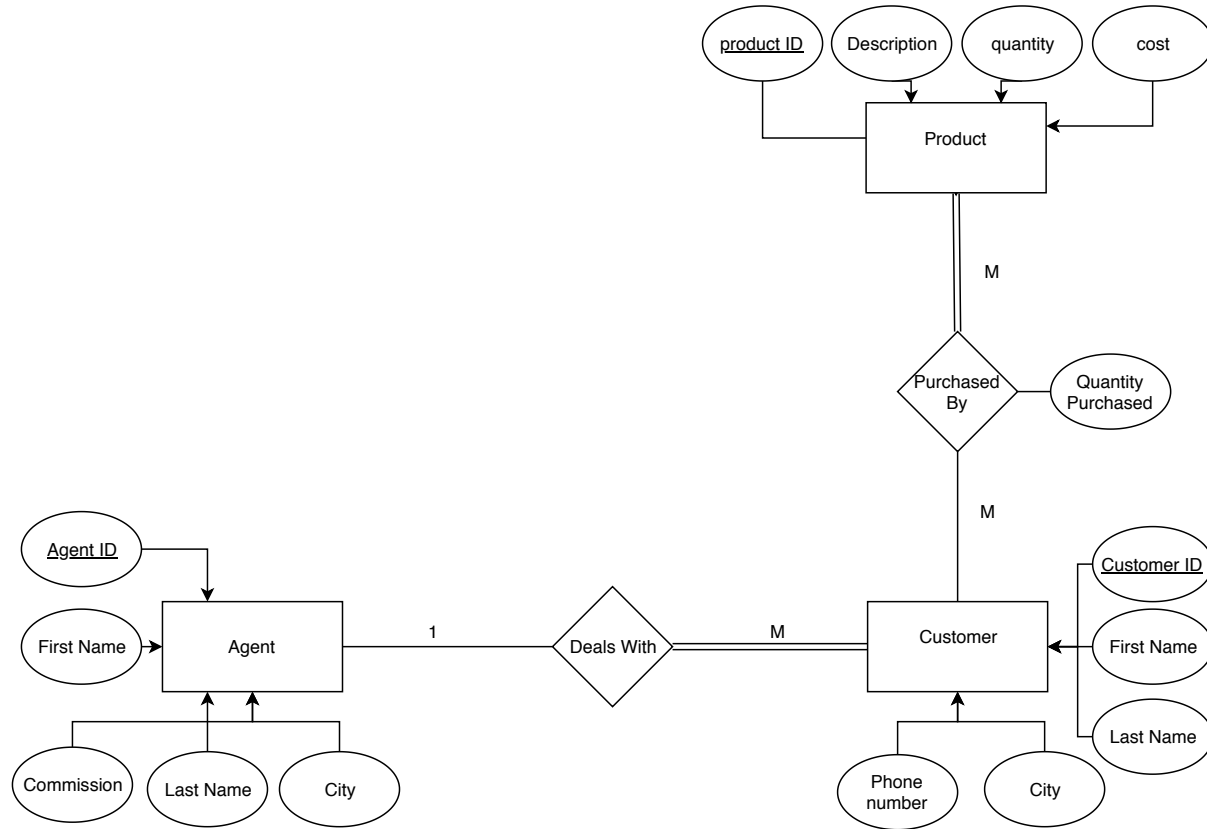 product ID
Description
quantity
cost
Product
M
Purchased
By
Quantity
Purchased
M
Agent ID
Customer ID
First Name
Agent
1
Deals With
M
Customer
First Name
Commission
Last Name
City
Phone
number
City
Last Name